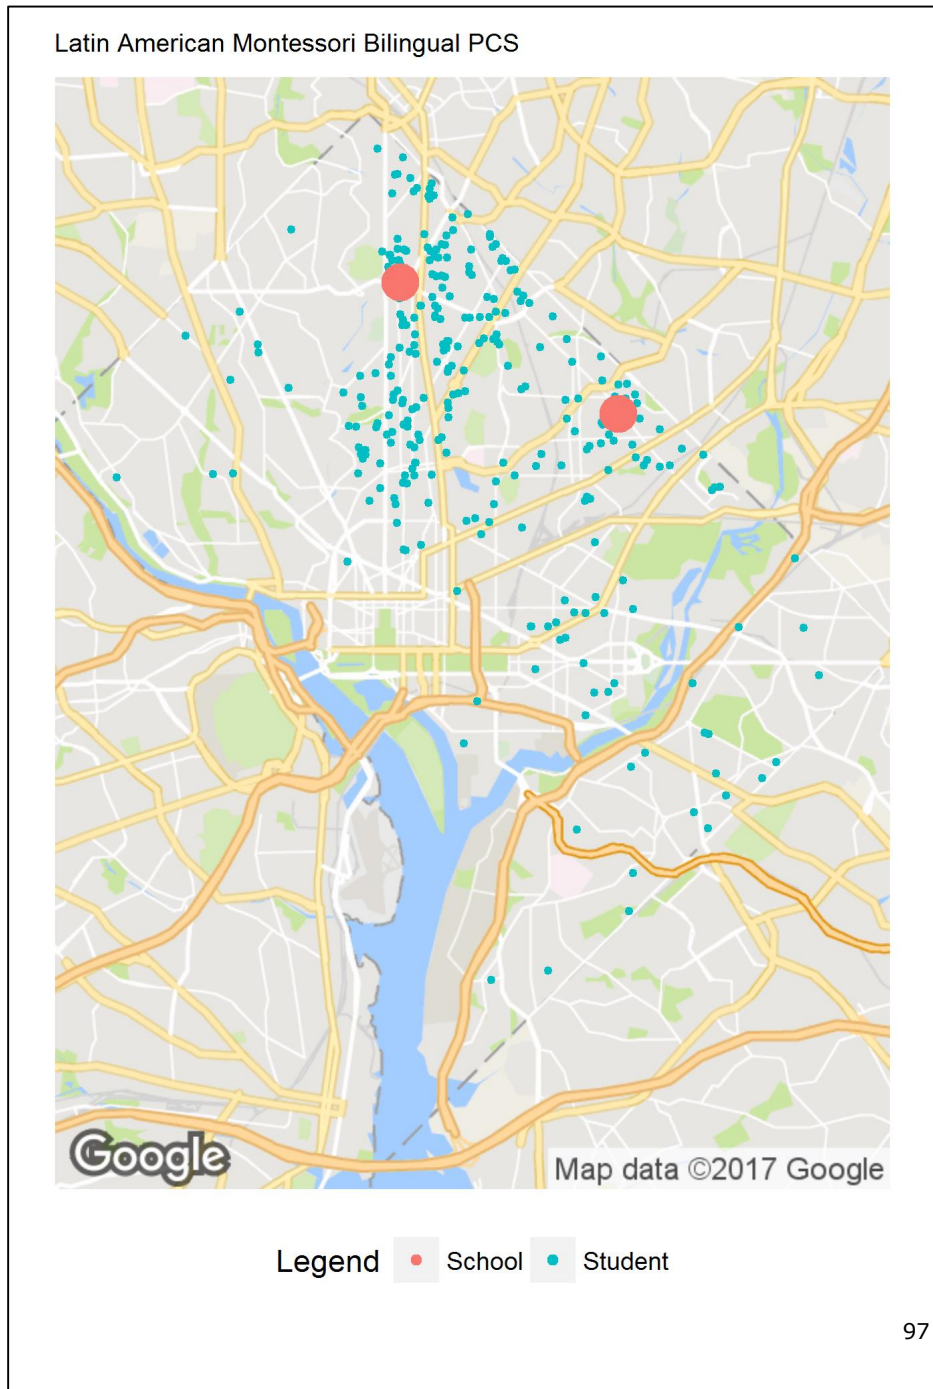 Latin American Montessori Bilingual PCS
Google
Map data ©2017 Google
Legend School Student
97